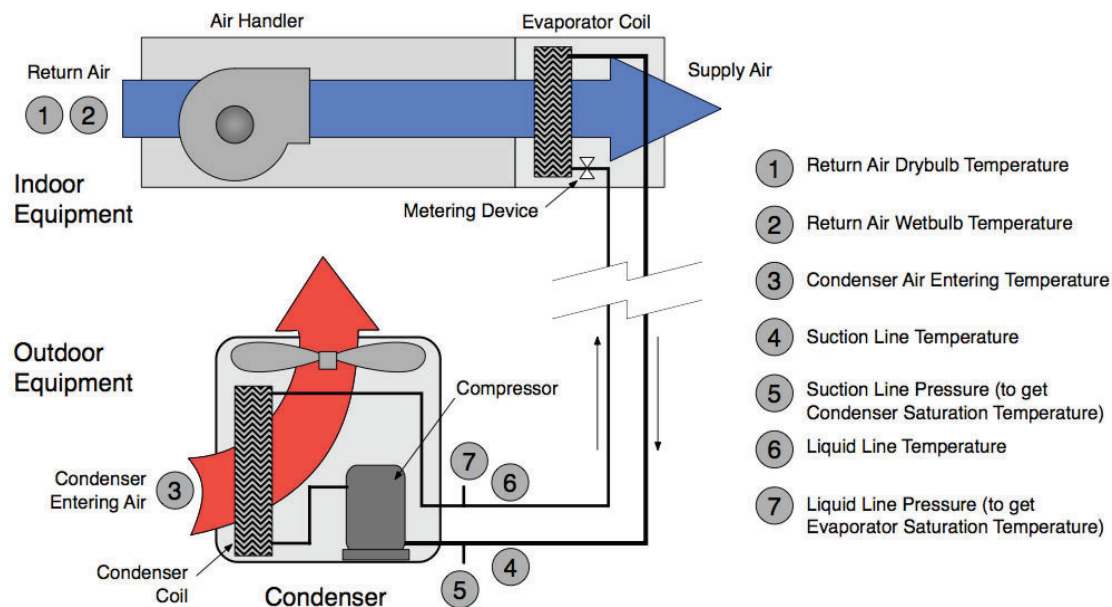 Air Handler
Evaporator Coil
Return Air
1 2
Supply Air
Indoor
Equipment
Metering Device
Outdoor
Equipment
Compressor
Condenser
Entering Air
3
7
6
Condenser
Coil
Condenser
5
4
1 Return Air Drybulb Temperature
2 Return Air Wetbulb Temperature
3 Condenser Air Entering Temperature
4 Suction Line Temperature
5 Suction Line Pressure (to get
Condenser Saturation Temperature)
6 Liquid Line Temperature
7 Liquid Line Pressure (to get
Evaporator Saturation Temperature)